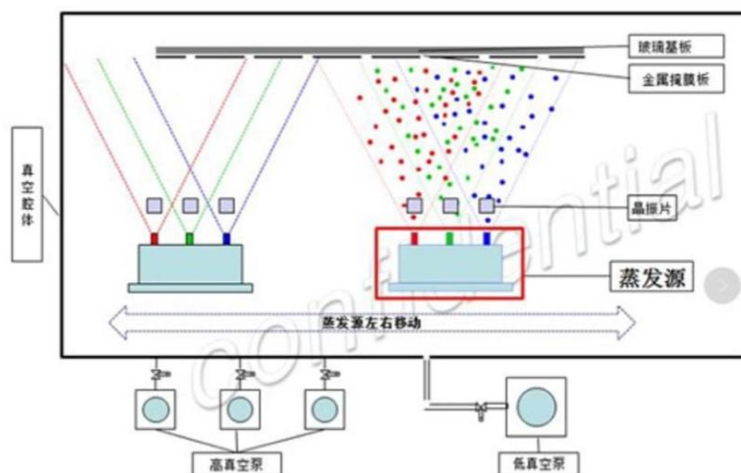 玻璃基板
金属掩膜板
真空腔体
晶振片
蒸发源
蒸发源左右移动
confidential
高真空泵
低真空泵